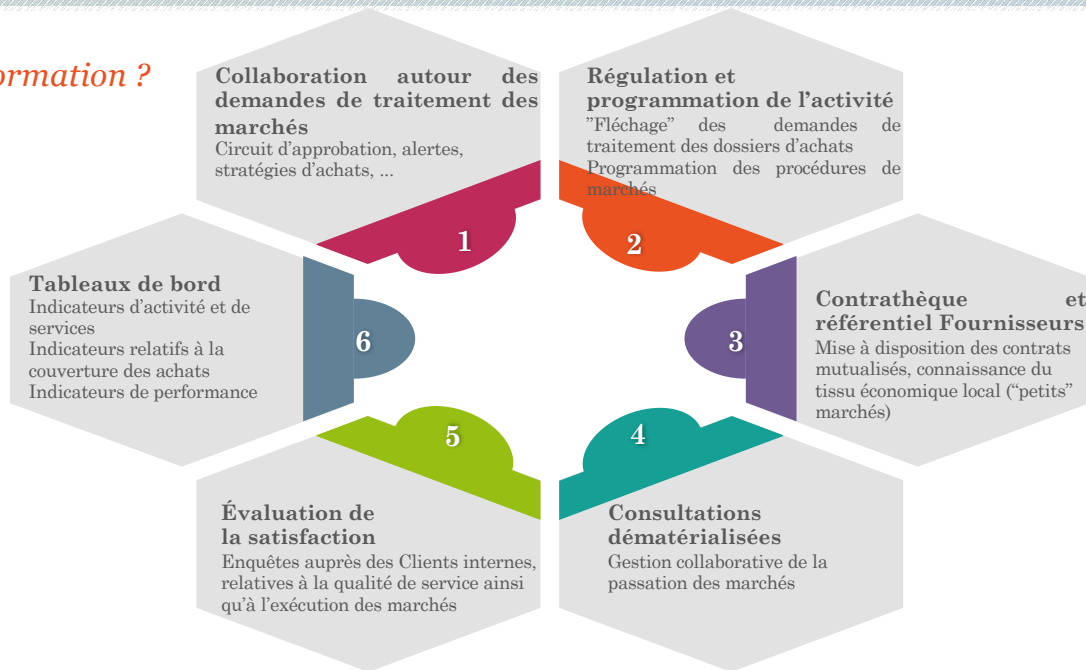 ormation ?
Collaboration autour des
demandes de traitement des
marchés
Circuit d'approbation, alertes,
stratégies d'achats, ...
1
Régulation et
programmation de l'activité
"Fléchage" des demandes de
traitement des dossiers d'achats
Programmation des procédures de
marchés
2
Contrathèque et
référentiel Fournisseurs
Mise à disposition des contrats
mutualisés, connaissance du
tissu économique local ("petits"
marchés)
3
Consultations
dématérialisées
Gestion collaborative de la
passation des marchés
4
Évaluation de
la satisfaction
Enquêtes auprès des Clients internes,
relatives à la qualité de service ainsi
qu'à l'exécution des marchés
5
Tableaux de bord
Indicateurs d'activité et de
services
Indicateurs relatifs à la
couverture des achats
Indicateurs de performance
6